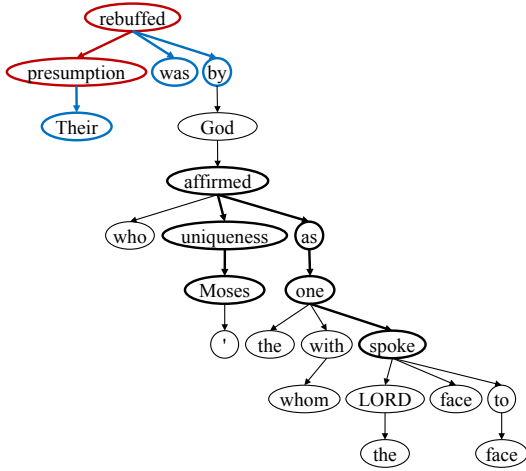 rebuffed
presumption was by
Their God
affirmed
who uniqueness as
Moses one
' the with spoke
whom LORD face to
the face